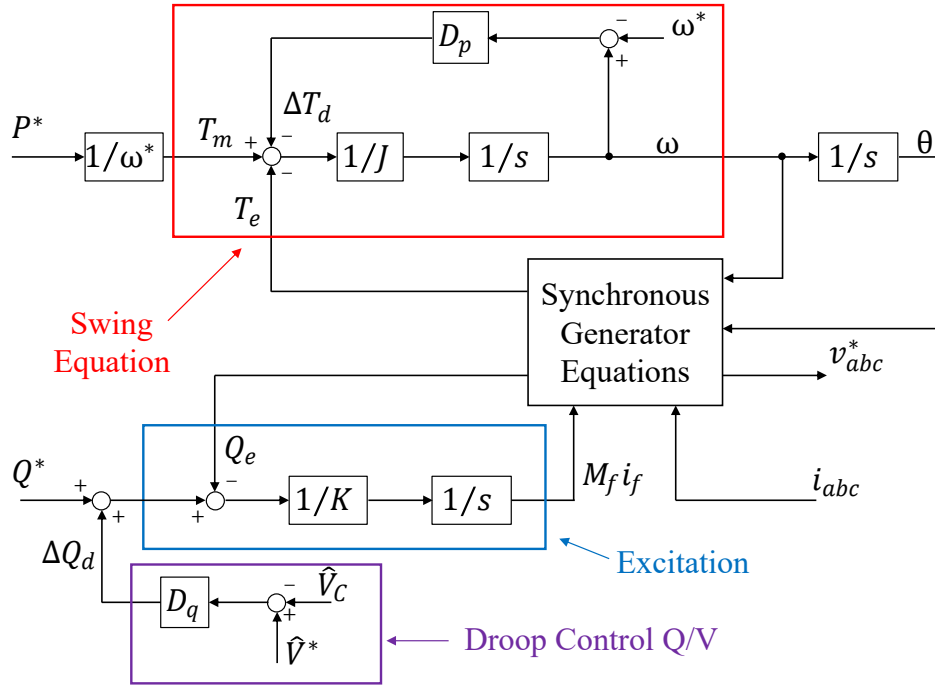 D_p
−
ω*
+
ΔT_d
P*
1/ω*
T_m
+
−
−
1/J
1/s
ω
1/s
θ
T_e
Swing
Equation
Synchronous
Generator
Equations
v*_abc
Q_e
Q*
+
+
−
+
1/K
1/s
M_f i_f
i_abc
ΔQ_d
Excitation
D_q
−
+
V̂_C
V̂*
Droop Control Q/V